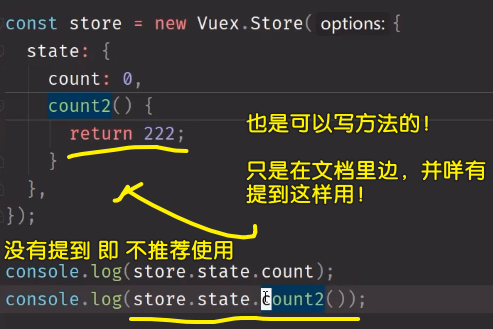 const store = new Vuex.Store( options: {
state: {
count: 0,
count2() {
return 222;
也是可以写方法的！
}
只是在文档里边，并咩有
提到这样用！
},
});
没有提到 即 不推荐使用
console.log(store.state.count);
console.log(store.state.count2());